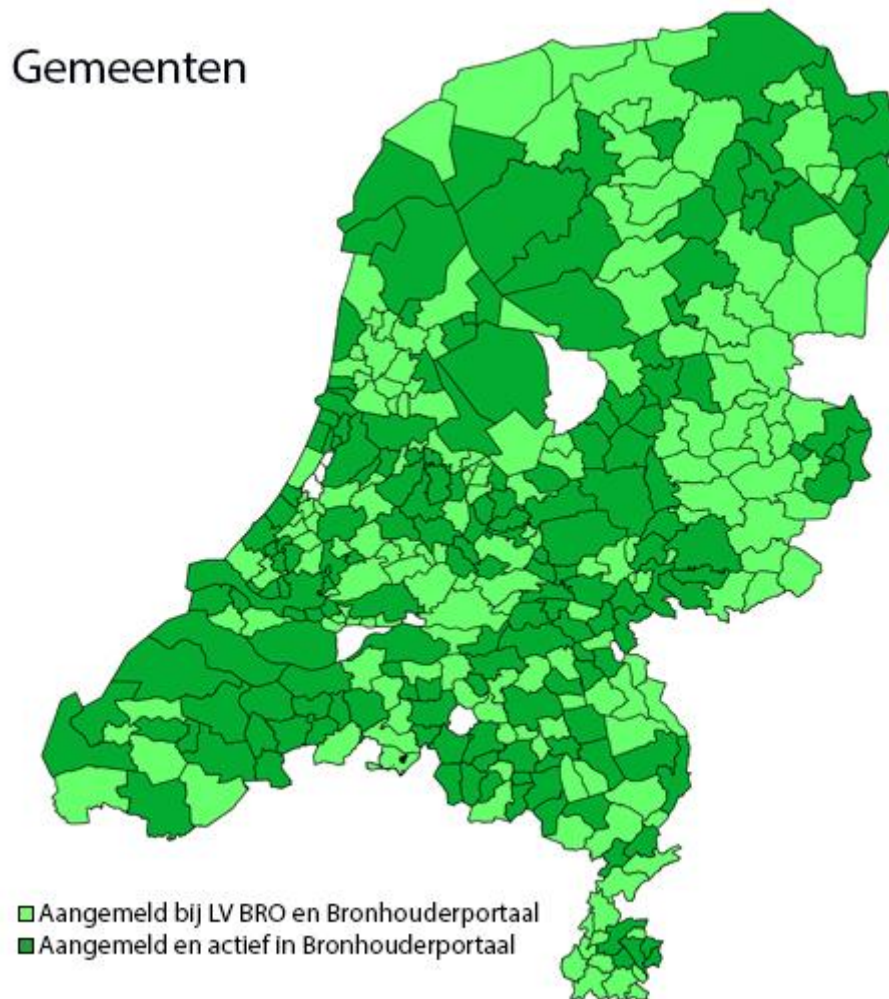 Gemeenten
Aangemeld bij LV BRO en Bronhouderportaal
Aangemeld en actief in Bronhouderportaal